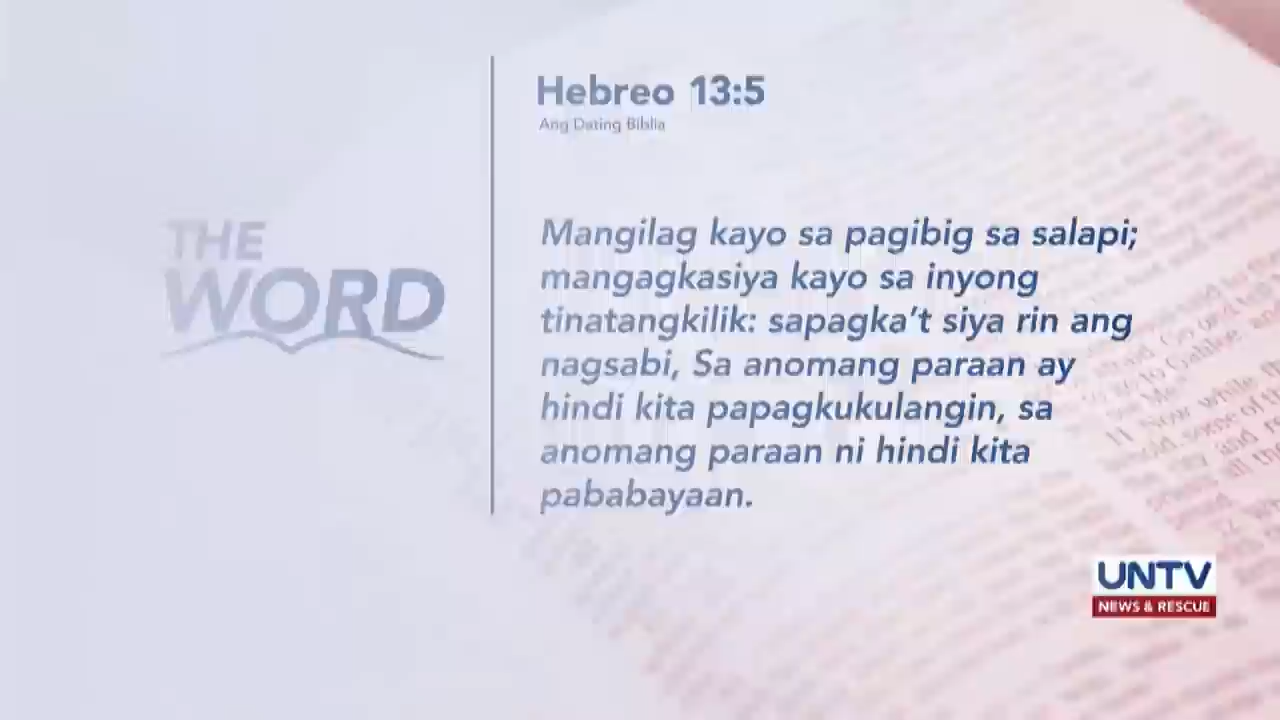 THE
WORD
Hebreo 13:5
Ang Dating Biblia
Mangilag kayo sa pagibig sa salapi;
mangagkasiya kayo sa inyong
tinatangkilik: sapagka't siya rin ang
nagsabi, Sa anomang paraan ay
hindi kita papagkukulangin, sa
anomang paraan ni hindi kita
pababayaan.
UNTV
NEWS & RESCUE